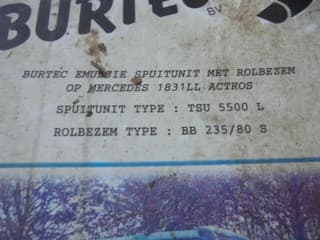 BURTEC
BV
BURTEC EMULSIE SPUITUNIT MET ROLBEZEM
OP MERCEDES 1831LL ACTROS
SPUITUNIT TYPE : TSU 5500 L
ROLBEZEM TYPE : BB 235/80 S